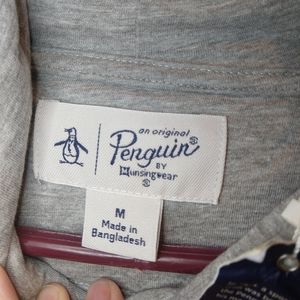 an original
Penguin®
BY
Munsingwear
®
M
Made in
Bangladesh